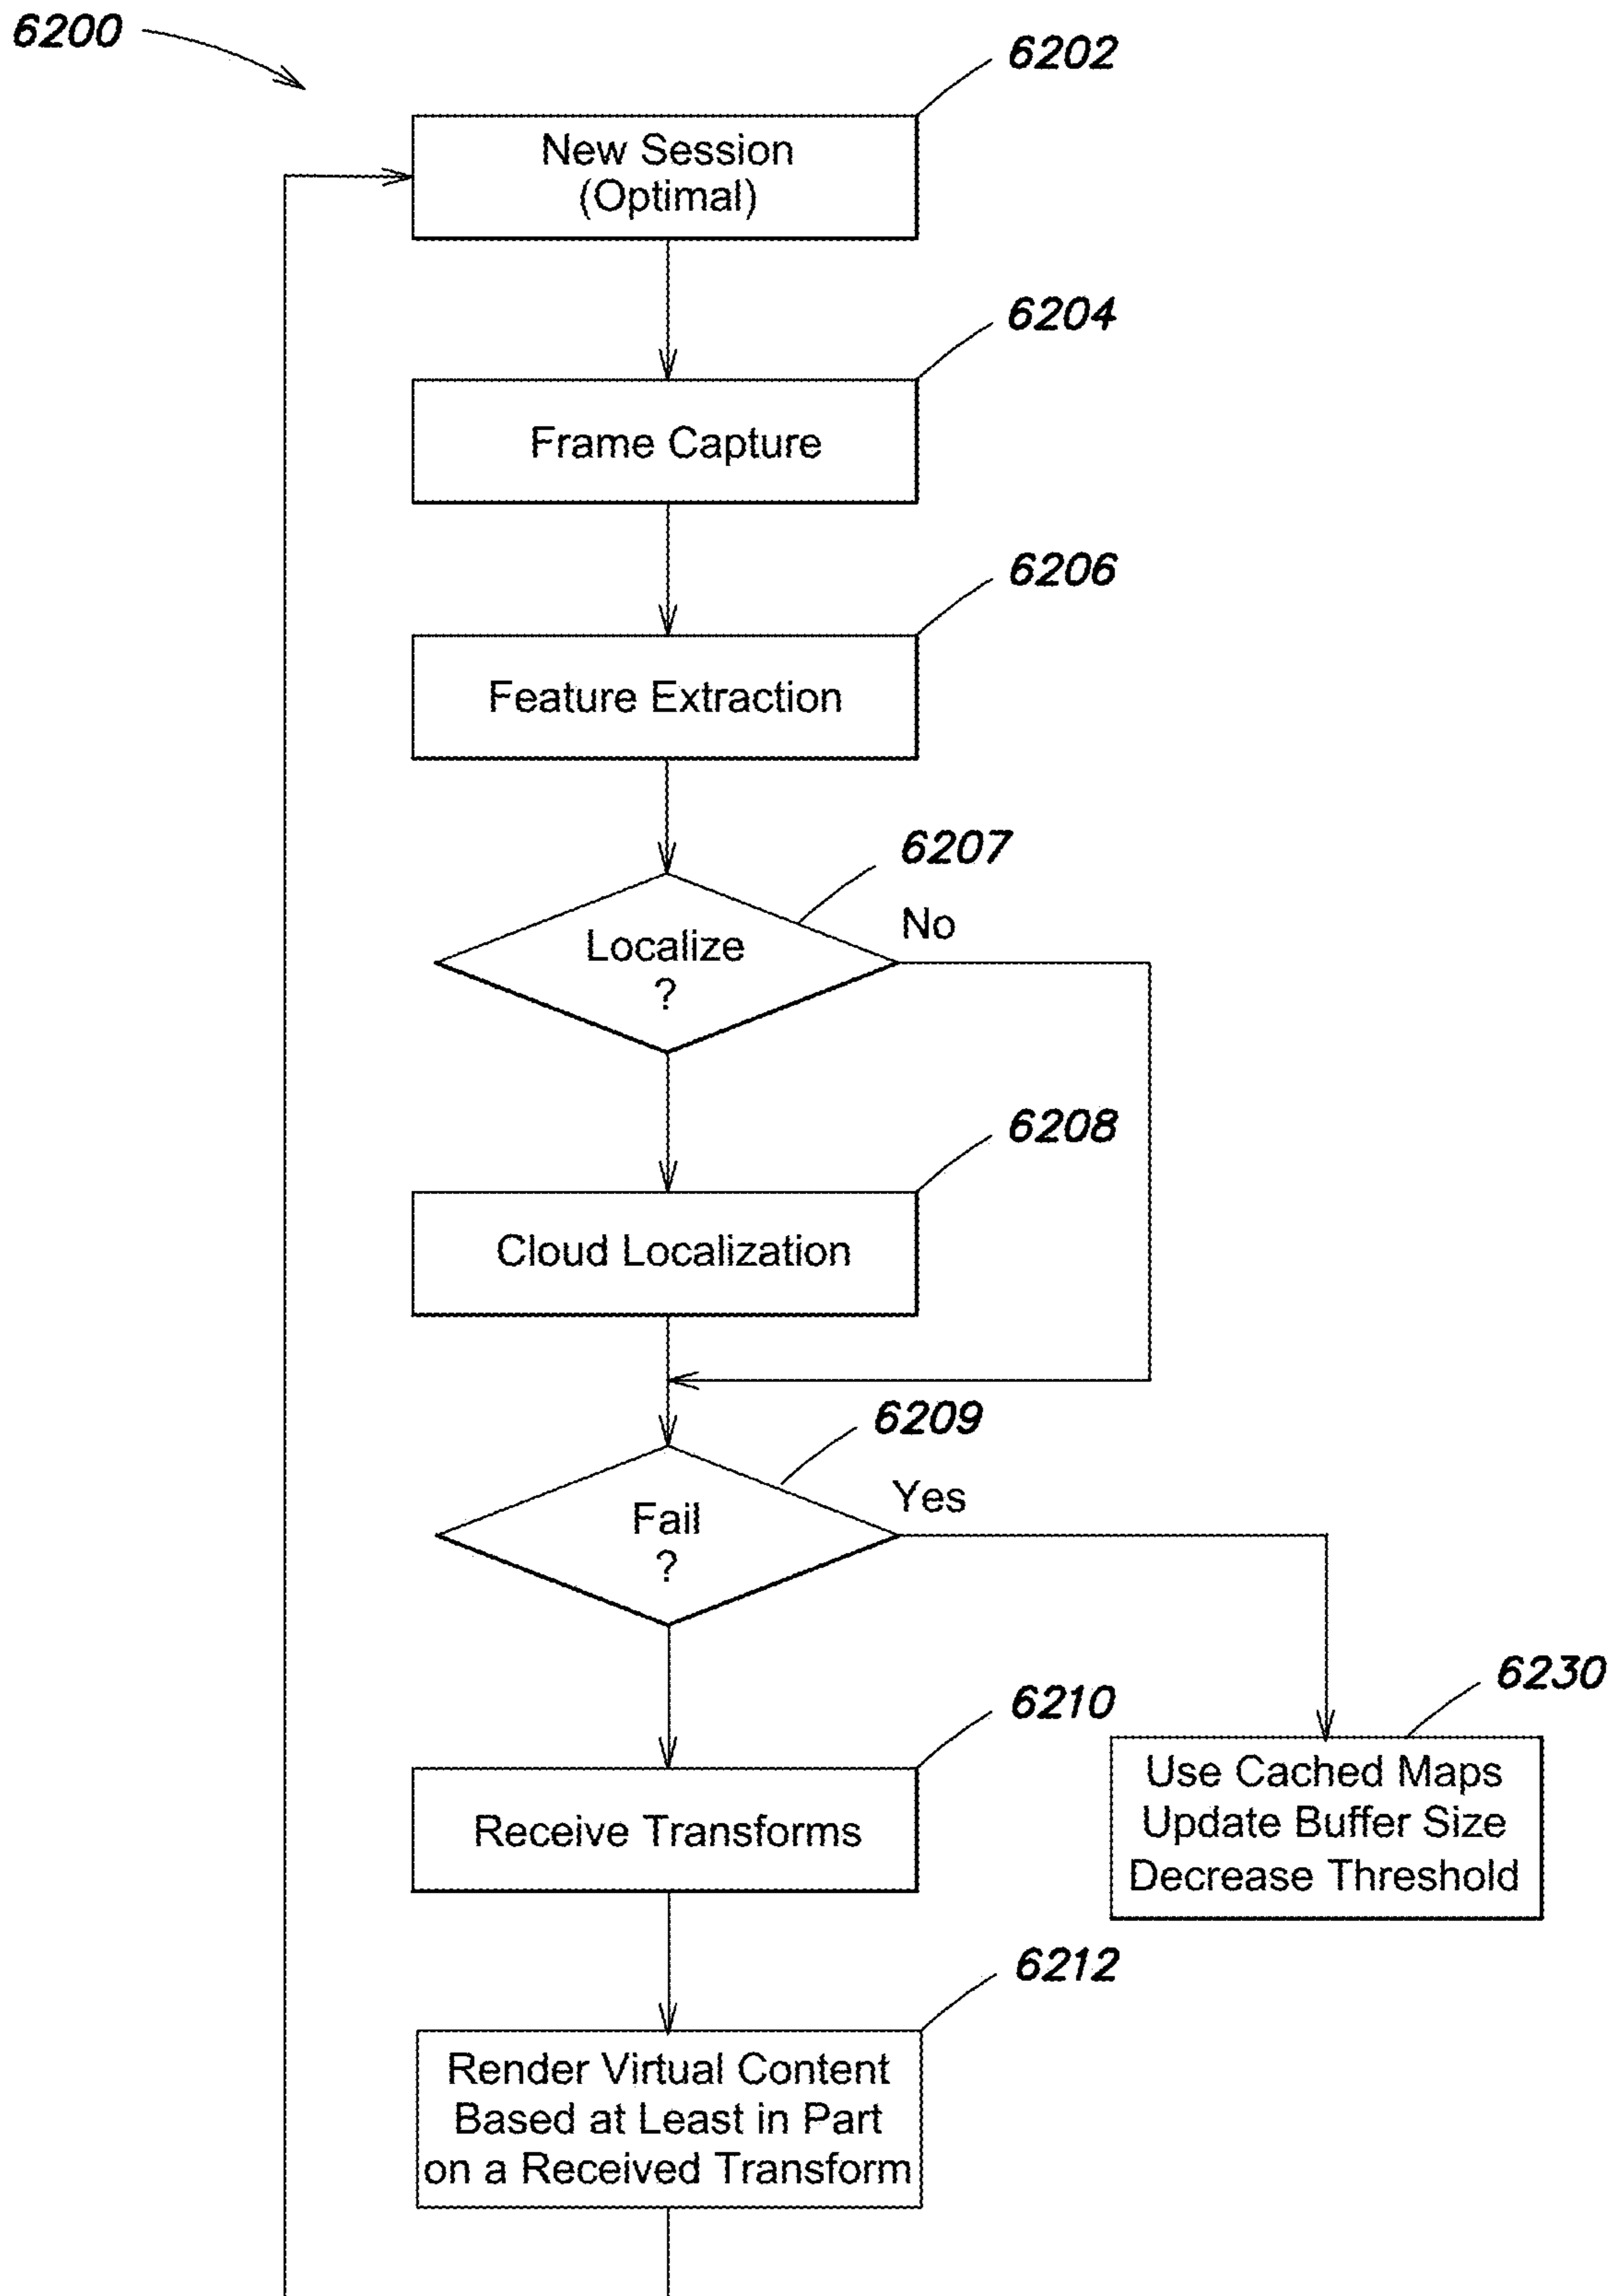 6200
6202
New Session
(Optimal)
6204
Frame Capture
6206
Feature Extraction
6207
No
Localize
?
6208
Cloud Localization
6209
Yes
Fail
?
6210
Receive Transforms
6230
Use Cached Maps
Update Buffer Size
Decrease Threshold
6212
Render Virtual Content
Based at Least in Part
on a Received Transform